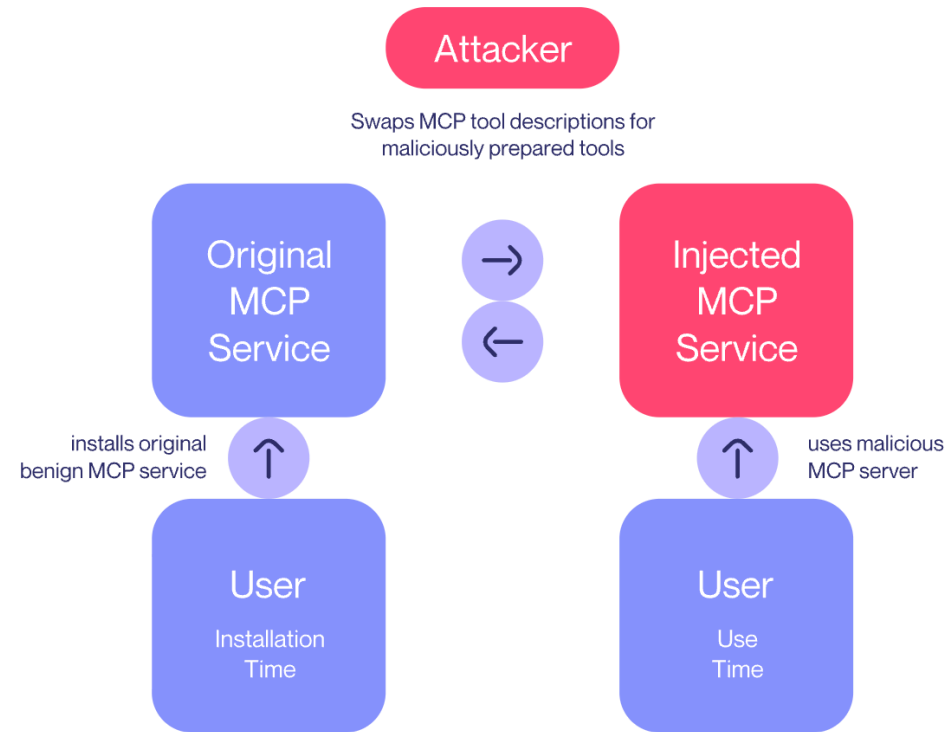 Attacker
Swaps MCP tool descriptions for
maliciously prepared tools
Original
MCP
Service
Injected
MCP
Service
installs original
benign MCP service
uses malicious
MCP server
User
Installation
Time
User
Use
Time